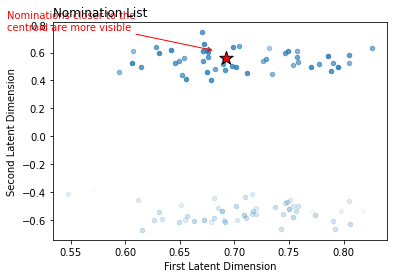 Nomination List
Nominations closer to the
centroid are more visible
0.8
0.6
0.4
0.2
0.0
−0.2
−0.4
−0.6
Second Latent Dimension
0.55
0.60
0.65
0.70
0.75
0.80
First Latent Dimension